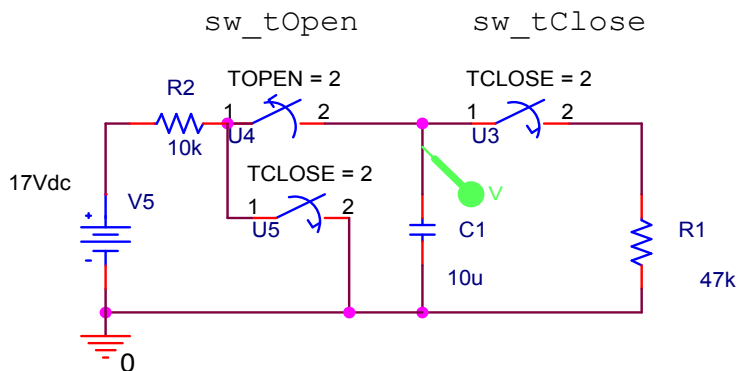 sw_tOpen
sw_tClose
TOPEN = 2
TCLOSE = 2
R2
1
2
1
2
U4
U3
10k
TCLOSE = 2
17Vdc
V5
1
2
V
U5
C1
R1
10u
47k
0